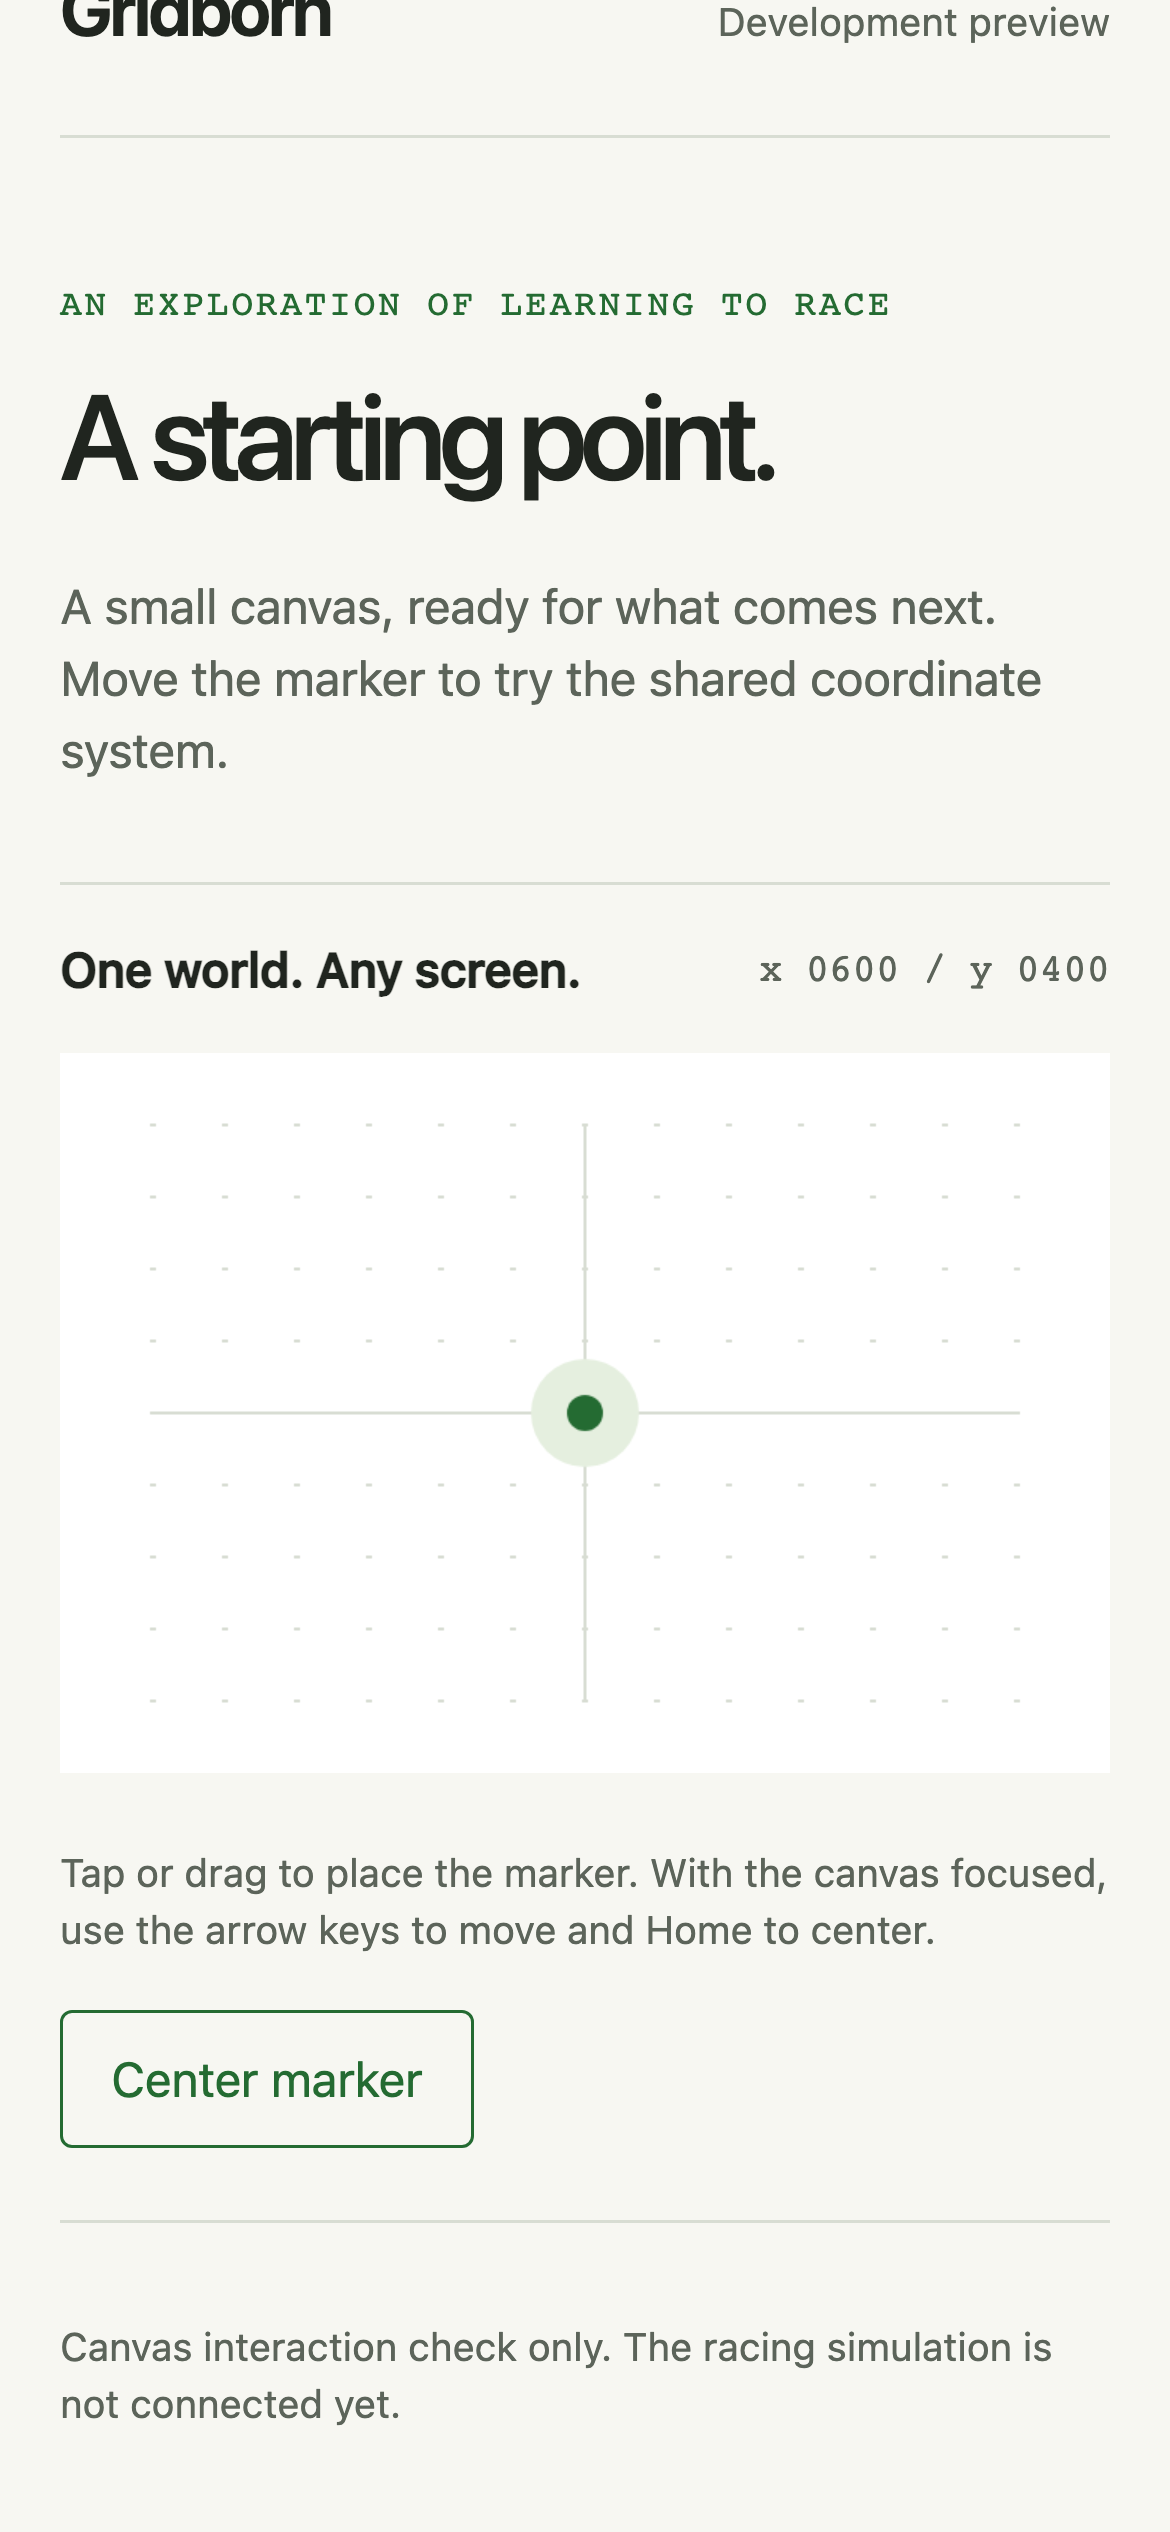 Gridborn
Development preview
AN EXPLORATION OF LEARNING TO RACE
A starting point.
A small canvas, ready for what comes next.
Move the marker to try the shared coordinate
system.
One world. Any screen.
x 0600 / y 0400
Tap or drag to place the marker. With the canvas focused,
use the arrow keys to move and Home to center.
Center marker
Canvas interaction check only. The racing simulation is
not connected yet.